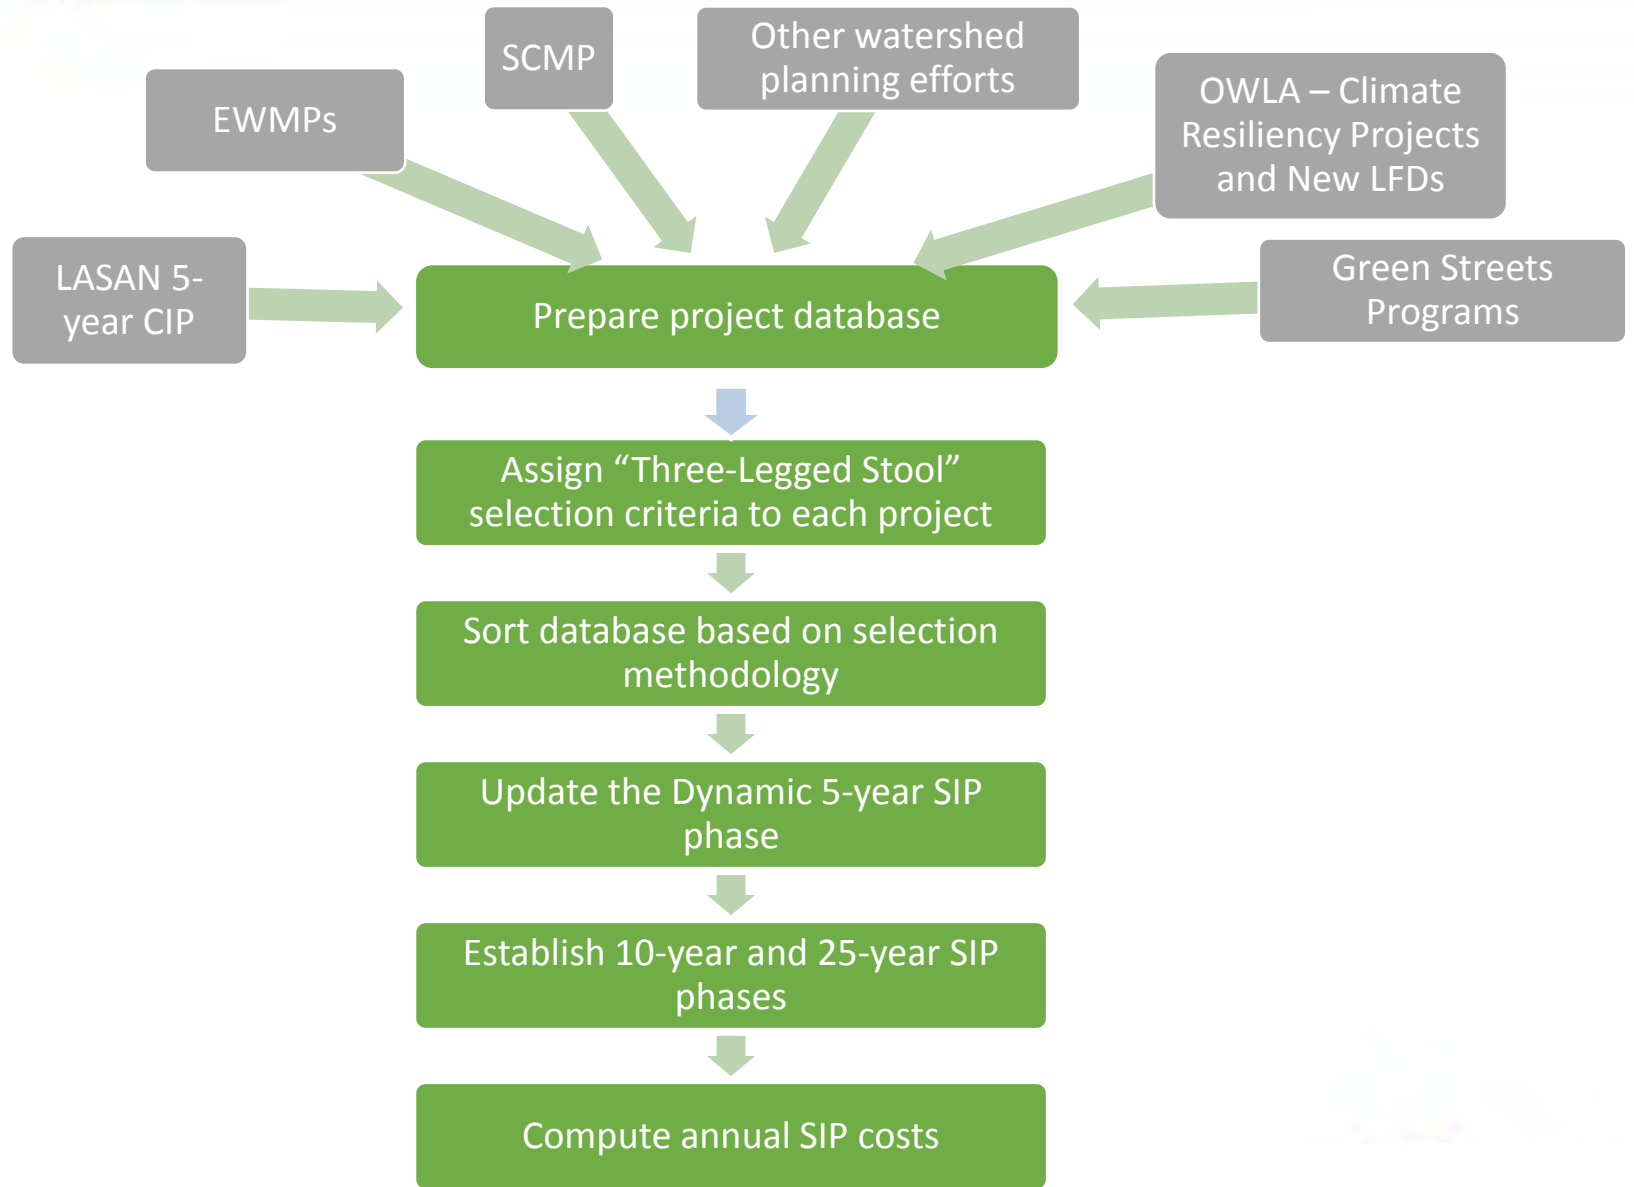 SCMP
Other watershed
planning efforts
EWMPs
OWLA – Climate
Resiliency Projects
and New LFDs
LASAN 5-
year CIP
Green Streets
Programs
Prepare project database
Assign “Three-Legged Stool”
selection criteria to each project
Sort database based on selection
methodology
Update the Dynamic 5-year SIP
phase
Establish 10-year and 25-year SIP
phases
Compute annual SIP costs